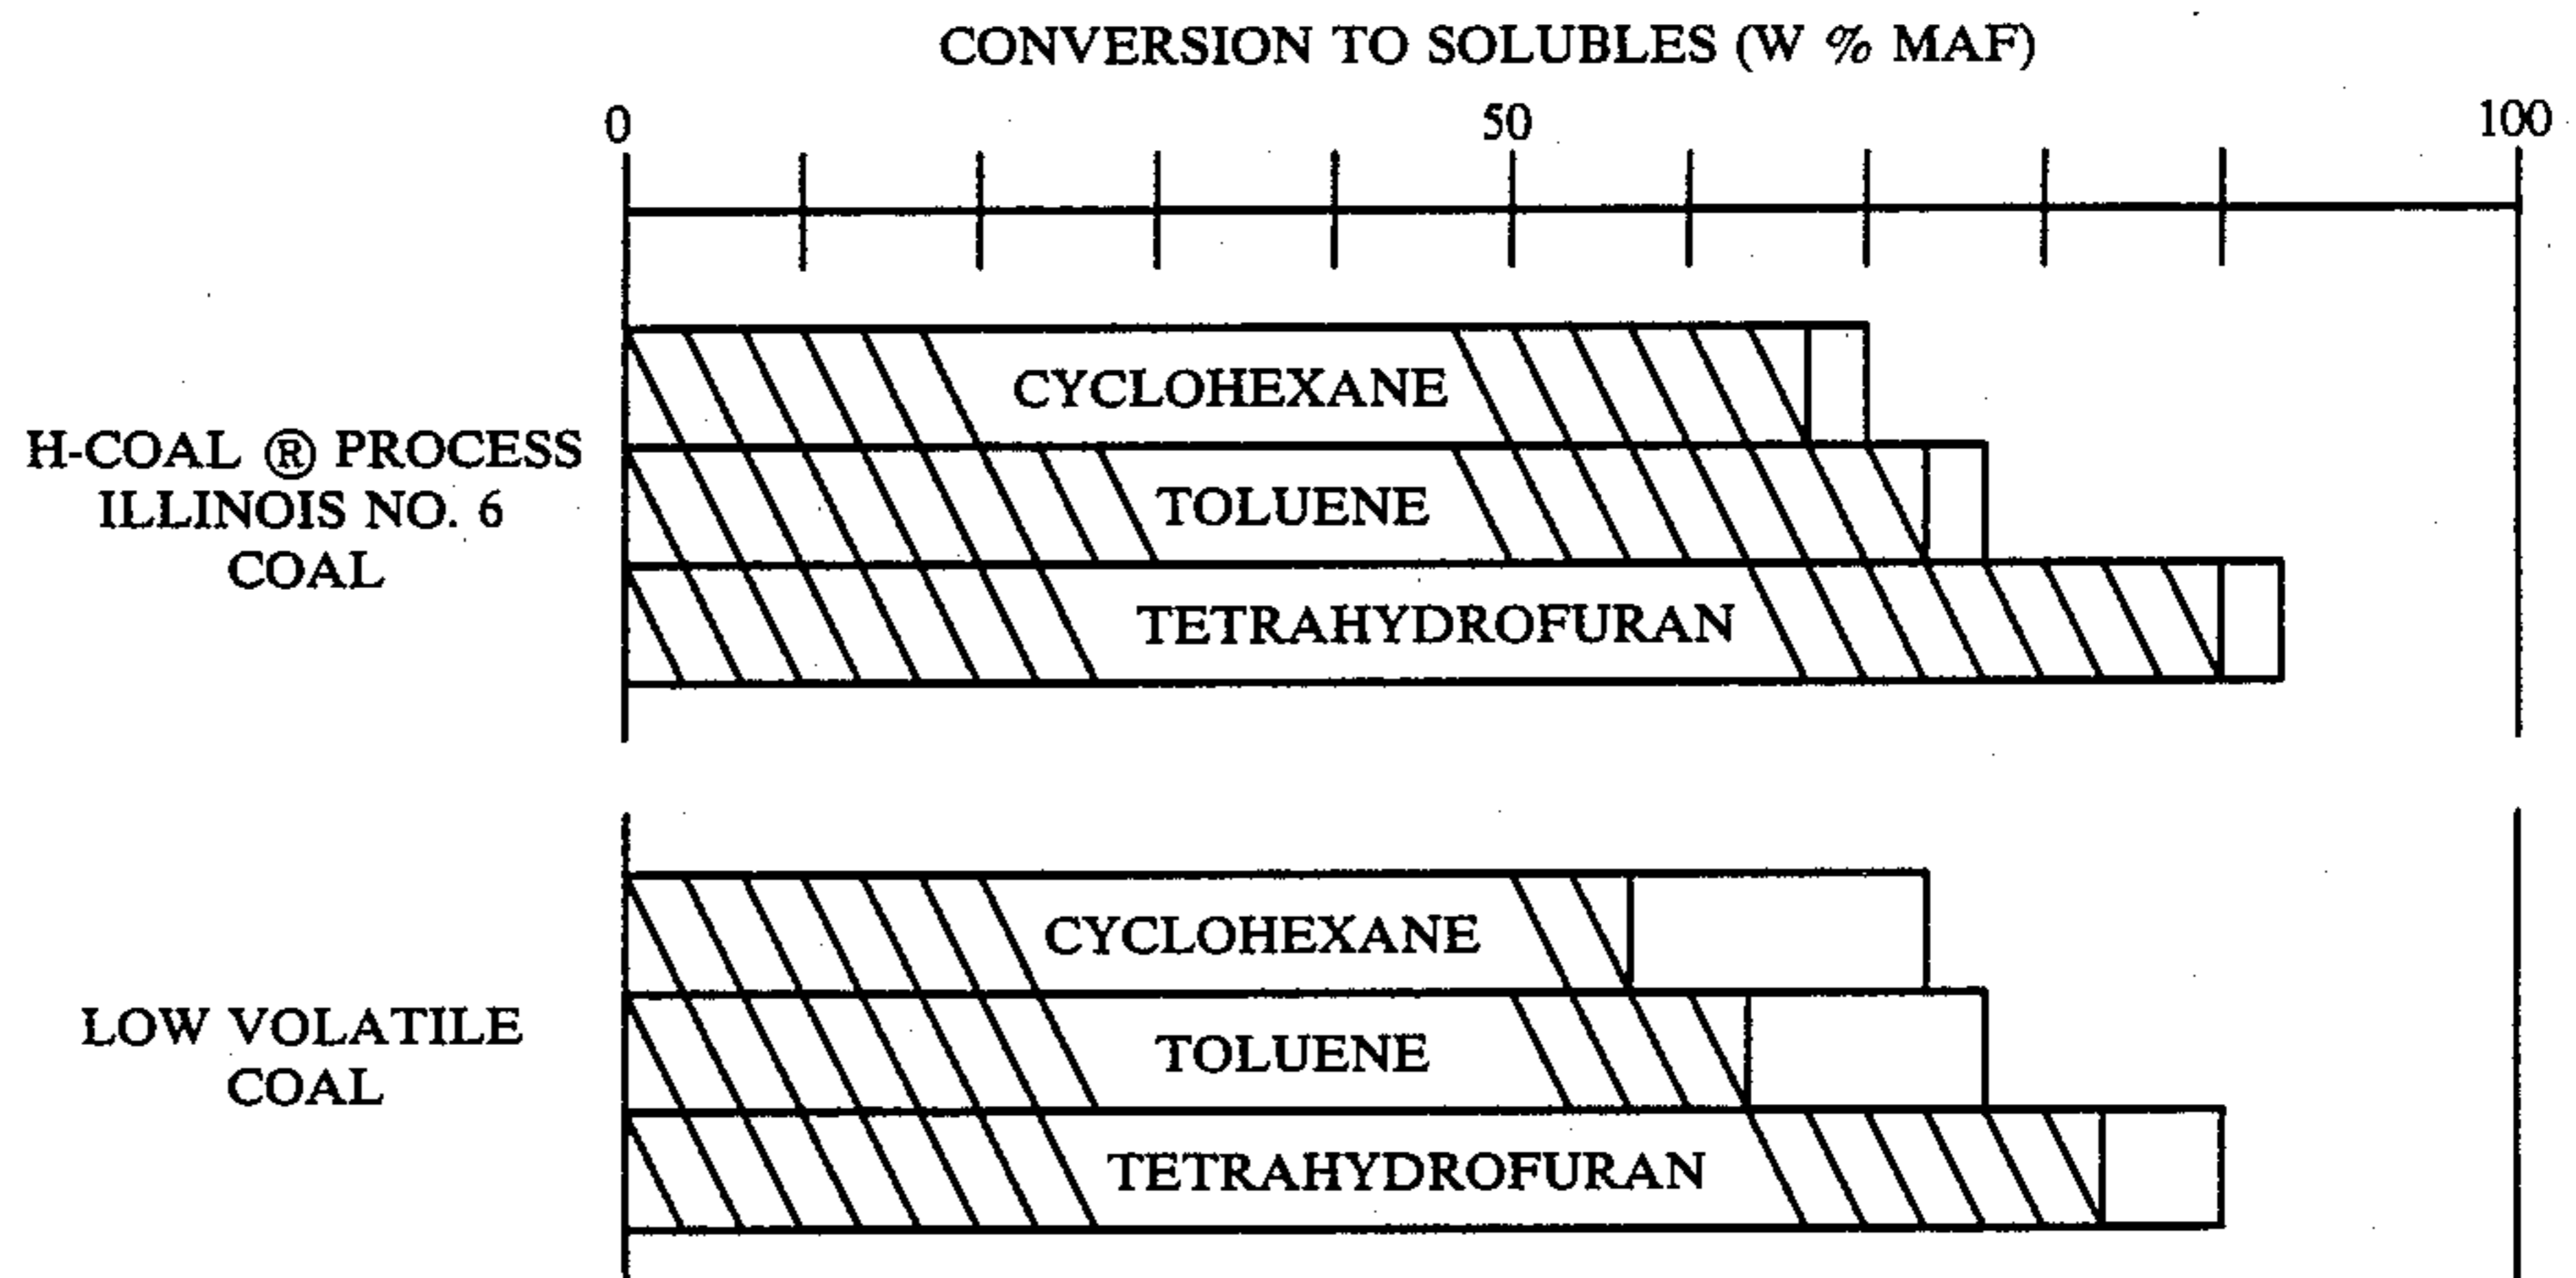 CONVERSION TO SOLUBLES (W % MAF)
0 50 100
CYCLOHEXANE
H-COAL ® PROCESS
ILLINOIS NO. 6
COAL
TOLUENE
TETRAHYDROFURAN
CYCLOHEXANE
LOW VOLATILE
COAL
TOLUENE
TETRAHYDROFURAN